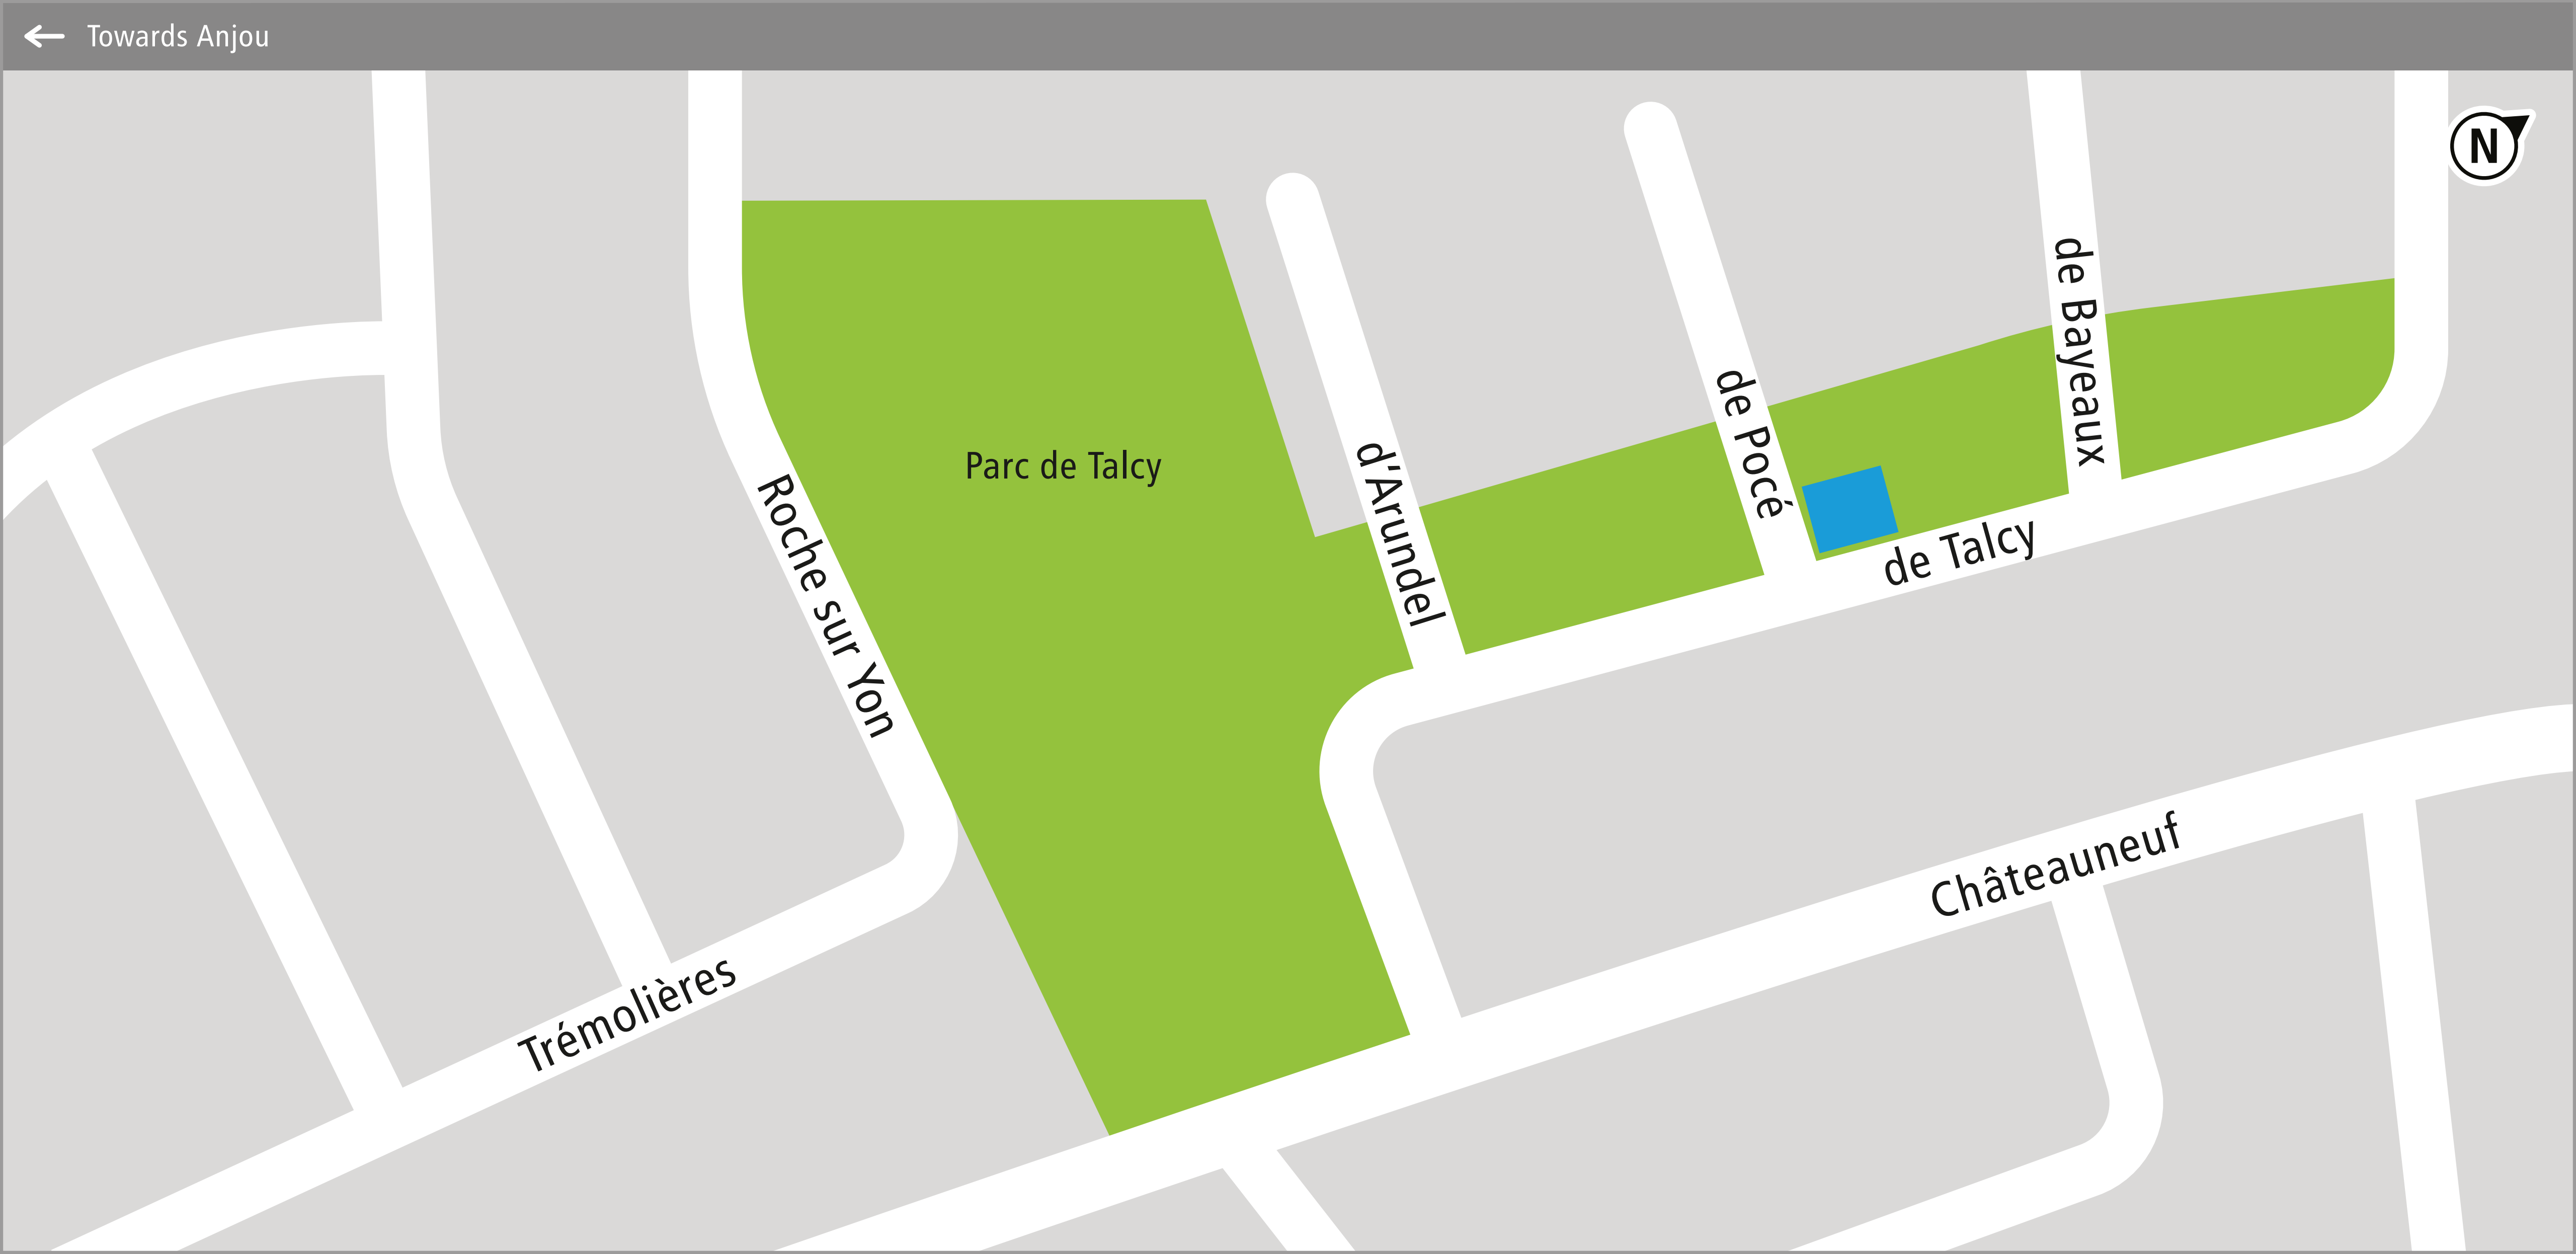 Towards Anjou
N
de Bayeaux
de Pocé
d'Arundel
Parc de Talcy
Roche sur Yon
de Talcy
Châteauneuf
Trémolières